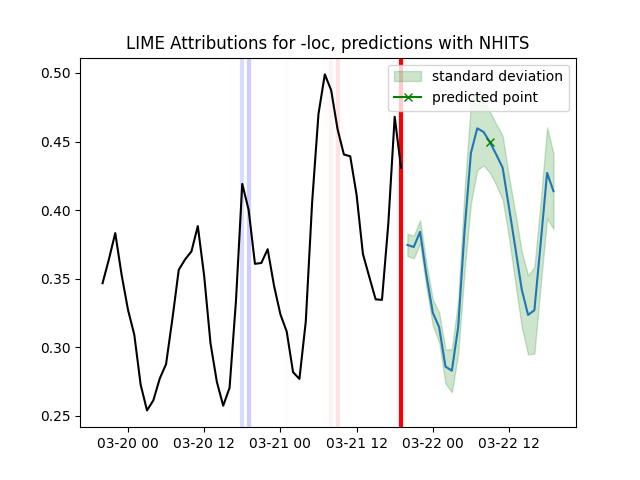 LIME Attributions for -loc, predictions with NHITS
standard deviation
predicted point
0.50
0.45
0.40
0.35
0.30
0.25
03-20 00 03-20 12 03-21 00 03-21 12 03-22 00 03-22 12